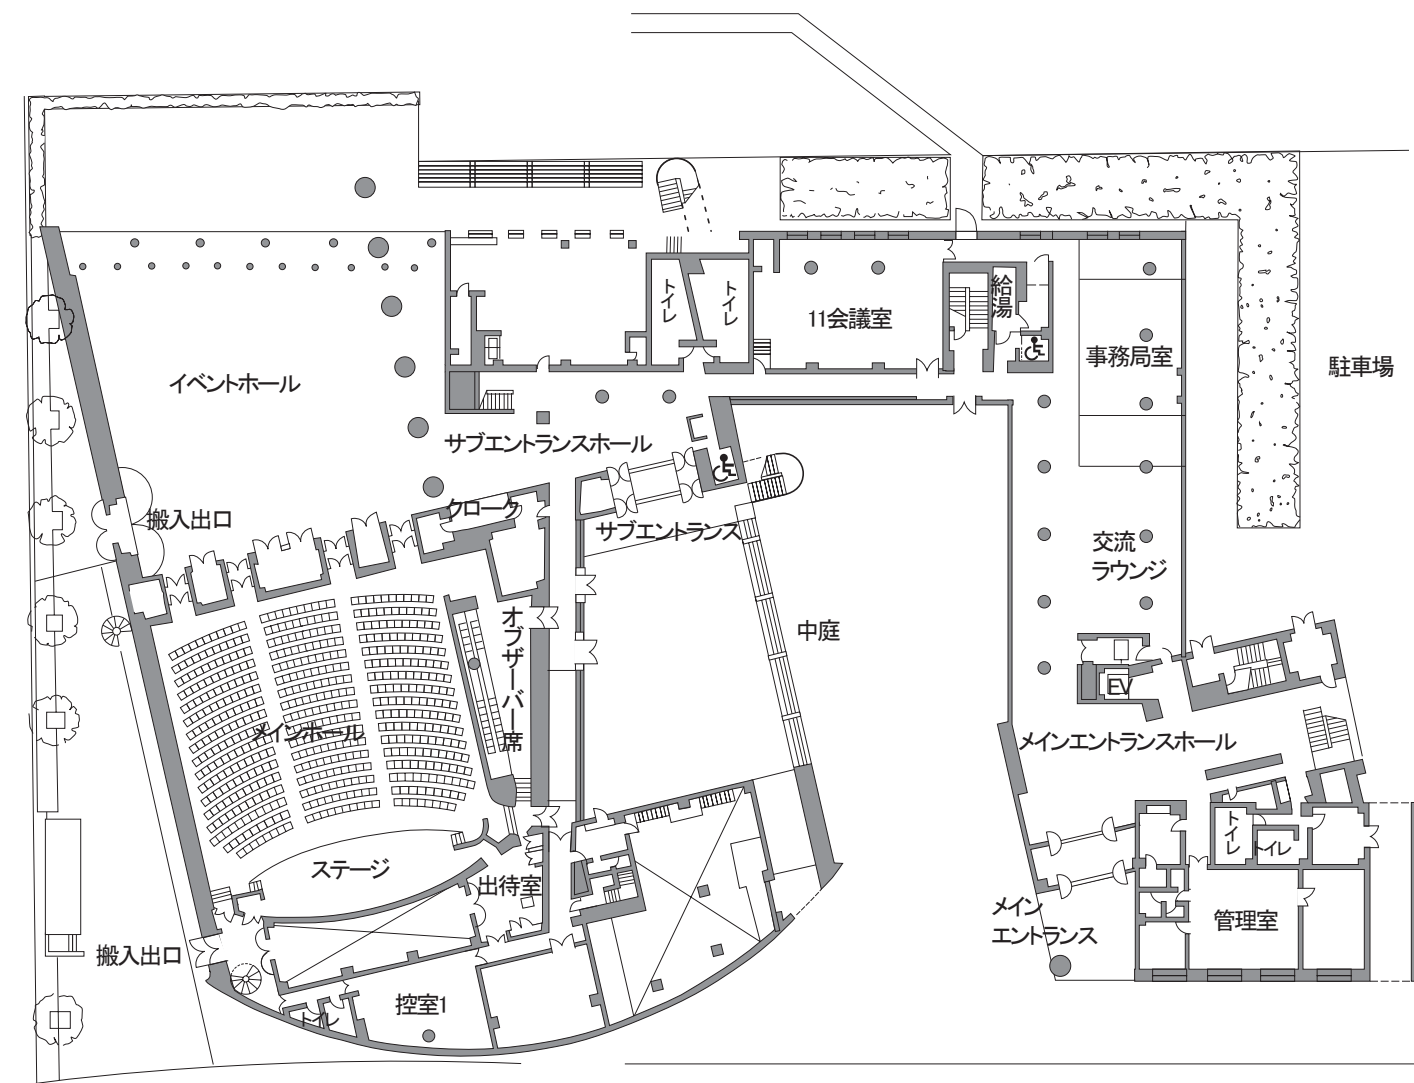 トイレ
トイレ
給湯
11会議室
事務局室
駐車場
イベントホール
サブエントランスホール
クローク
搬入出口
サブエントランス
交流
ラウンジ
中庭
オブザーバー席
EV
メインホール
メインエントランスホール
トイレ
トイレ
ステージ
出待室
メイン
エントランス
管理室
搬入出口
控室1
トイレ